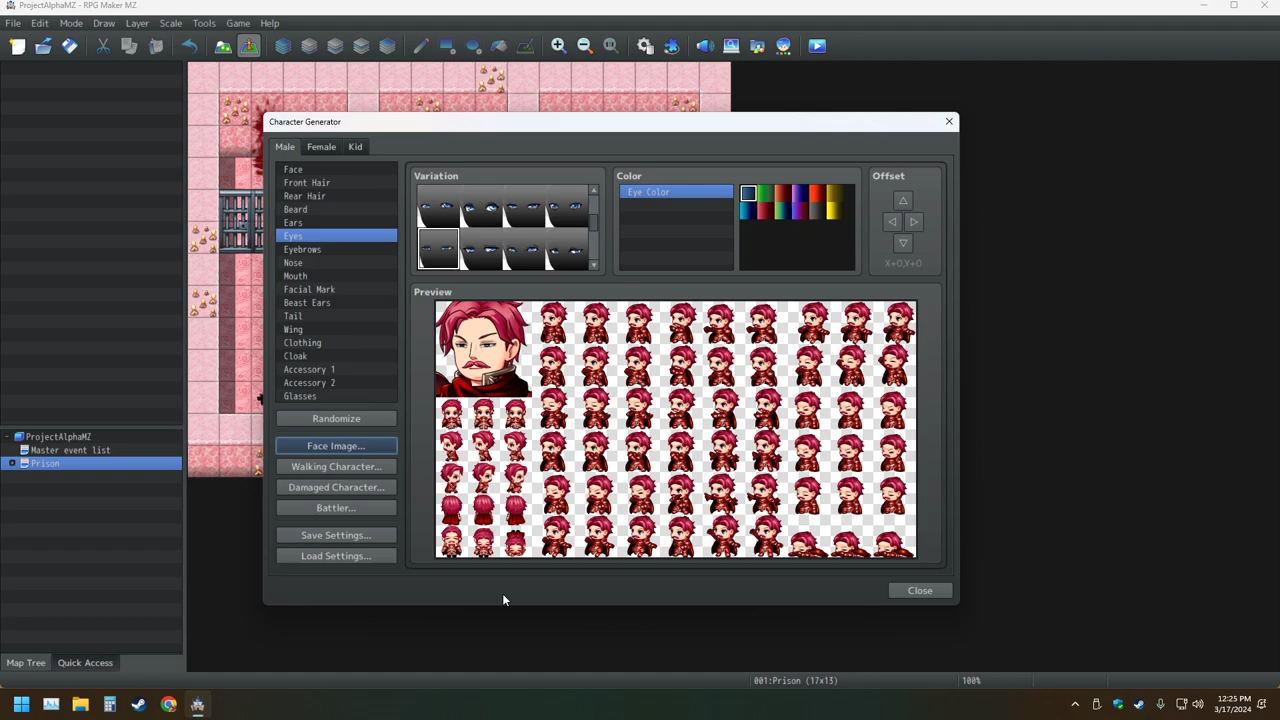 ProjectAlphaMZ - RPG Maker MZ
File Edit Mode Draw Layer Scale Tools Game Help
Character Generator
Male Female Kid
Face
Front Hair
Rear Hair
Beard
Ears
Eyes
Eyebrows
Nose
Mouth
Facial Mark
Beast Ears
Tail
Wing
Clothing
Cloak
Accessory 1
Accessory 2
Glasses
Randomize
Face Image...
Walking Character...
Damaged Character...
Battler...
Save Settings...
Load Settings...
Variation
Color
Eye Color
Offset
X+0,Y+0
Preview
Close
ProjectAlphaMZ
Master event list
Prison
Map Tree Quick Access
001:Prison (17x13)
100%
12:25 PM
3/17/2024